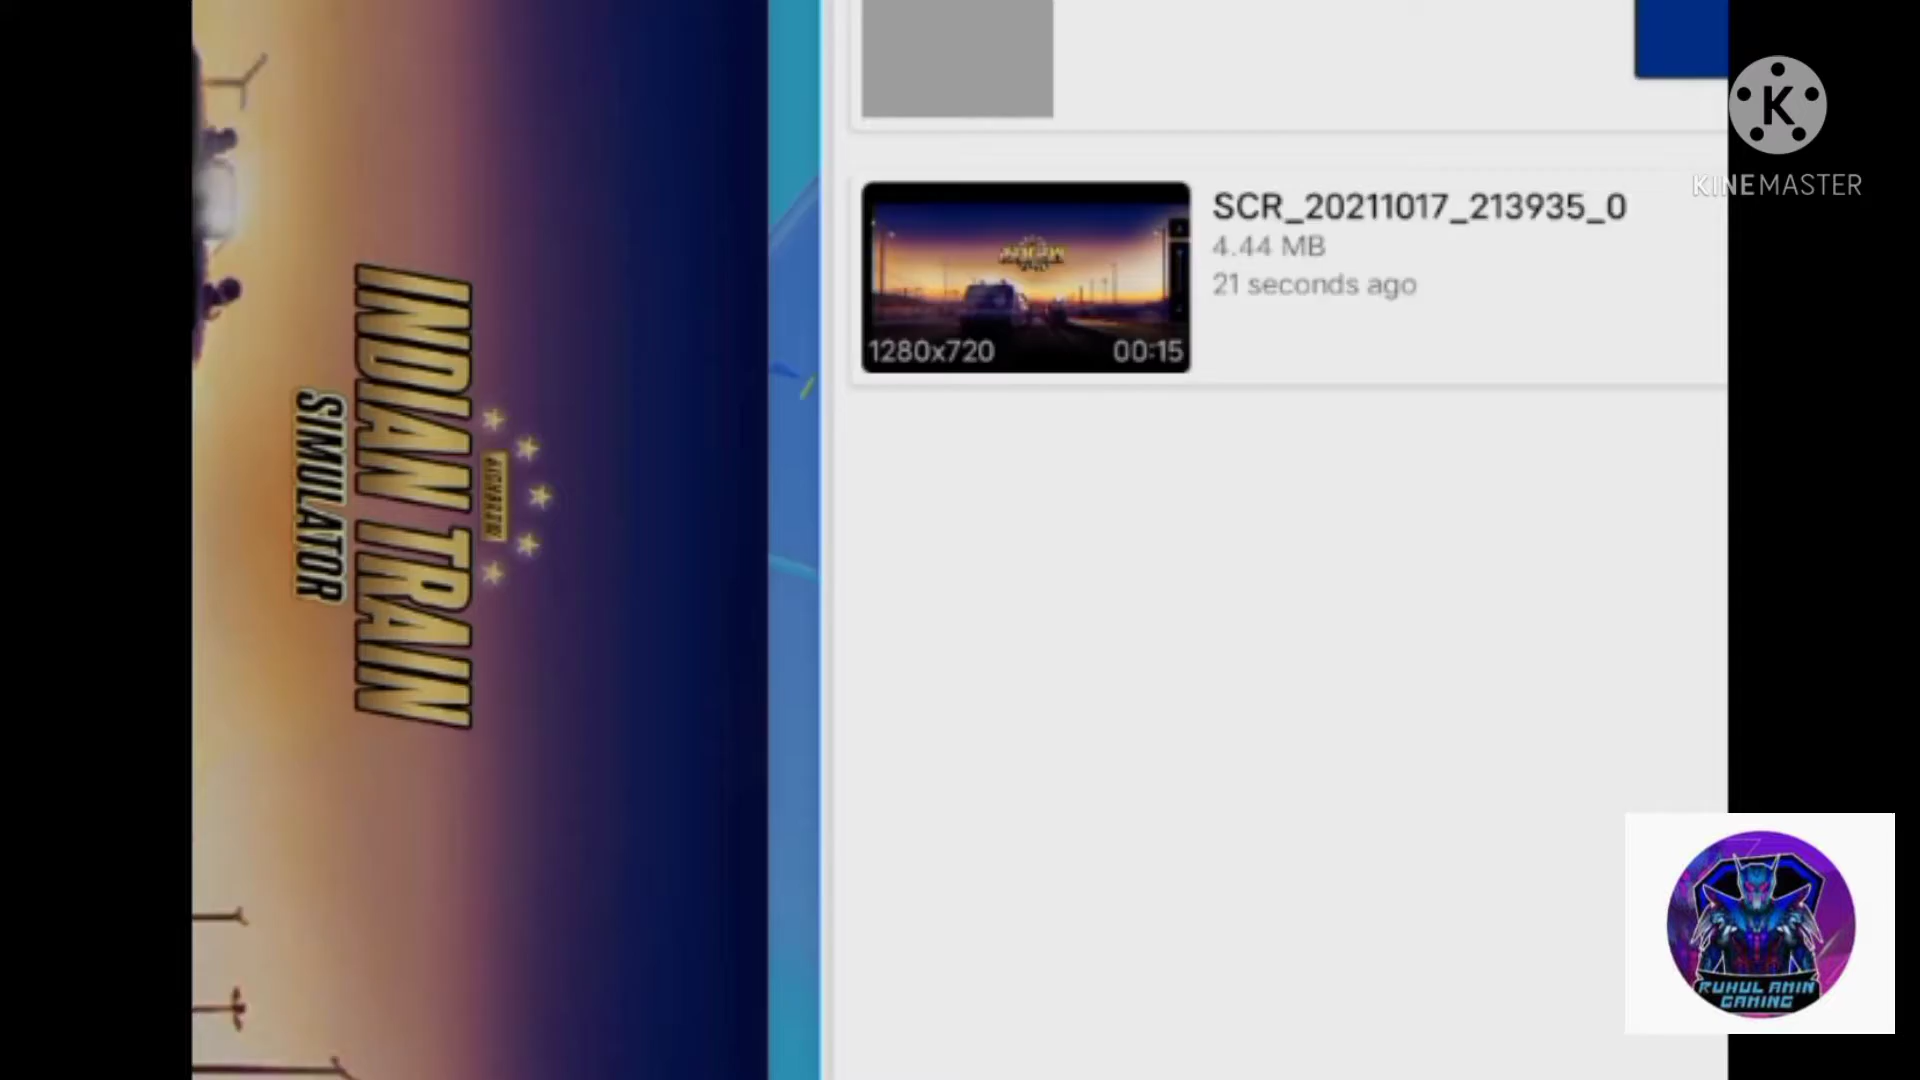 INDIAN TRAIN
SIMULATOR
SCR_20211017_213935_0
4.44 MB
21 seconds ago
1280x720
00:15
K
KINEMASTER
RUHUL AMIN
GAMING